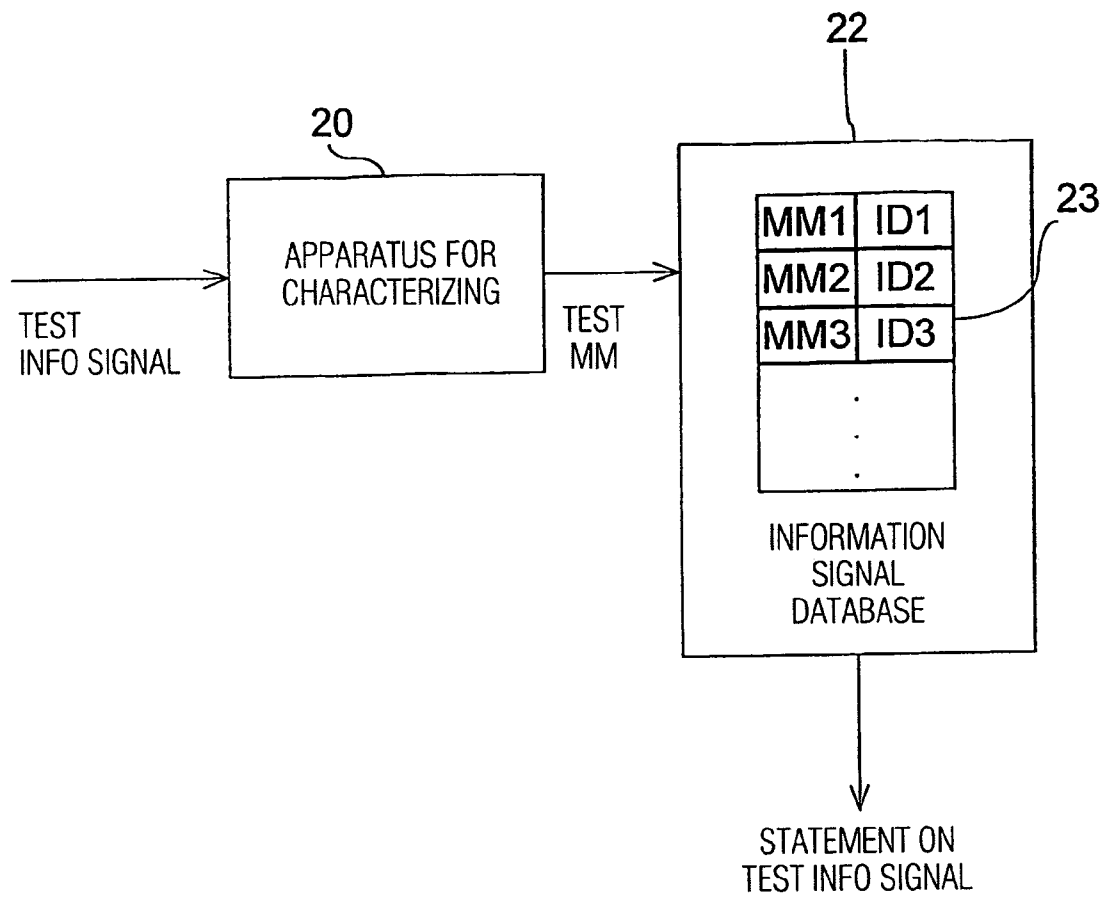 22
20
23
MM1 ID1
MM2 ID2
MM3 ID3
APPARATUS FOR
CHARACTERIZING
TEST
INFO SIGNAL
TEST
MM
INFORMATION
SIGNAL
DATABASE
STATEMENT ON
TEST INFO SIGNAL